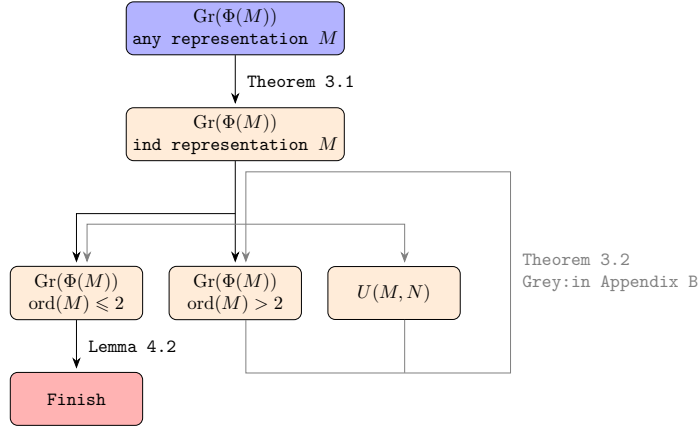 Gr(Φ(M))
any representation M
Theorem 3.1
Gr(Φ(M))
ind representation M
Theorem 3.2
Grey:in Appendix B
Gr(Φ(M))
ord(M) ⩽ 2
Gr(Φ(M))
ord(M) > 2
U(M, N)
Lemma 4.2
Finish